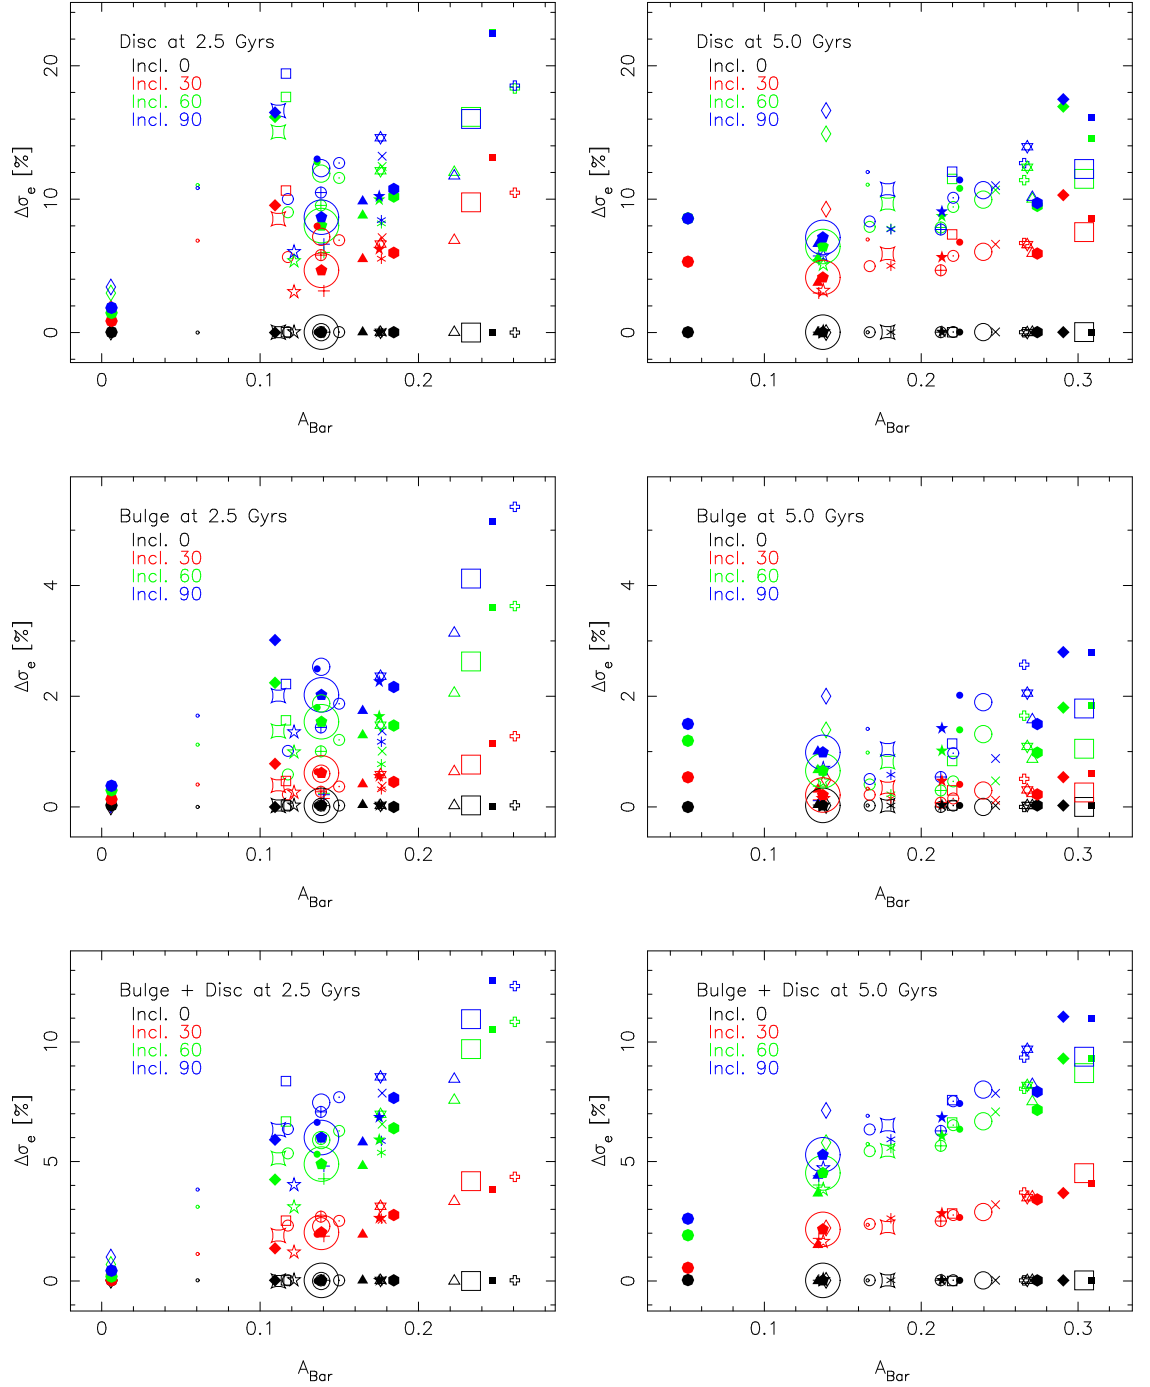 Disc at 2.5 Gyrs
Incl. 0
Incl. 30
Incl. 60
Incl. 90
Δσe [%]
0
10
20
0
0.1
0.2
ABar
Disc at 5.0 Gyrs
Incl. 0
Incl. 30
Incl. 60
Incl. 90
Δσe [%]
0
10
20
0.1
0.2
0.3
ABar
Bulge at 2.5 Gyrs
Incl. 0
Incl. 30
Incl. 60
Incl. 90
Δσe [%]
0
2
4
0
0.1
0.2
ABar
Bulge at 5.0 Gyrs
Incl. 0
Incl. 30
Incl. 60
Incl. 90
Δσe [%]
0
2
4
0.1
0.2
0.3
ABar
Bulge + Disc at 2.5 Gyrs
Incl. 0
Incl. 30
Incl. 60
Incl. 90
Δσe [%]
0
5
10
0
0.1
0.2
ABar
Bulge + Disc at 5.0 Gyrs
Incl. 0
Incl. 30
Incl. 60
Incl. 90
Δσe [%]
0
5
10
0.1
0.2
0.3
ABar